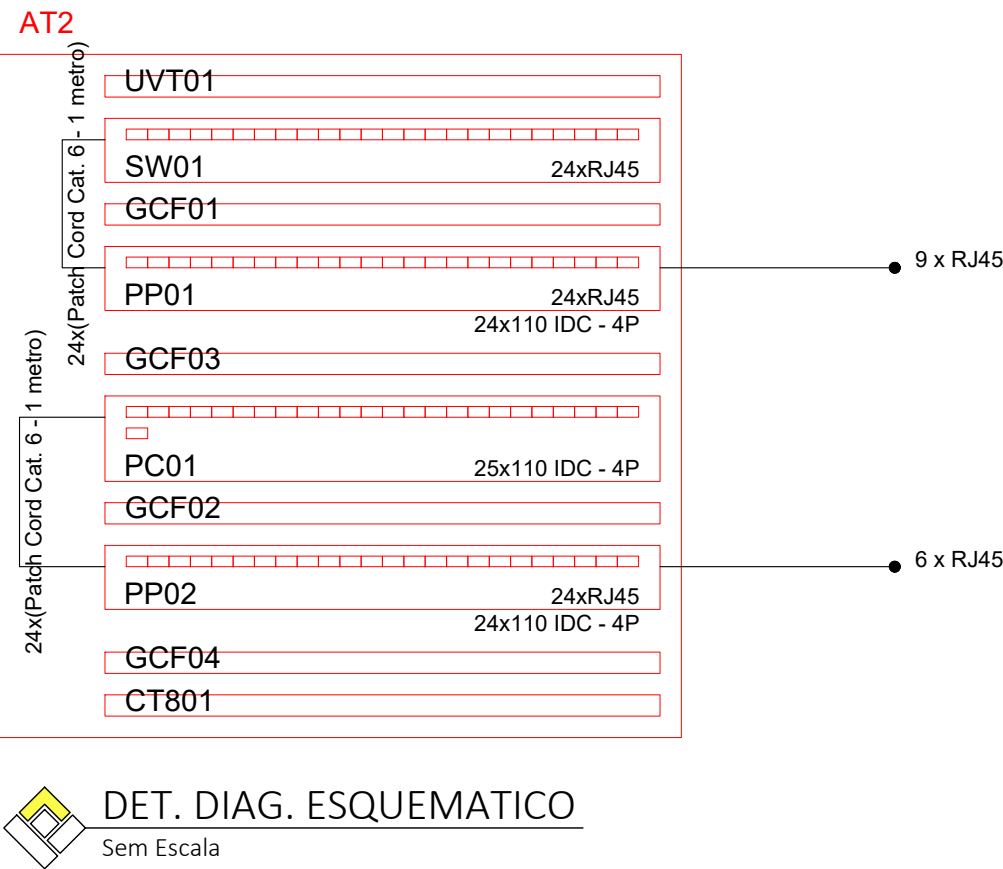 AT2
24x(Patch Cord Cat. 6 - 1 metro)
UVT01
SW01
24xRJ45
GCF01
PP01
24xRJ45
24x110 IDC - 4P
9 x RJ45
GCF03
24x(Patch Cord Cat. 6 - 1 metro)
PC01
25x110 IDC - 4P
GCF02
PP02
24xRJ45
24x110 IDC - 4P
6 x RJ45
GCF04
CT801
DET. DIAG. ESQUEMATICO
Sem Escala